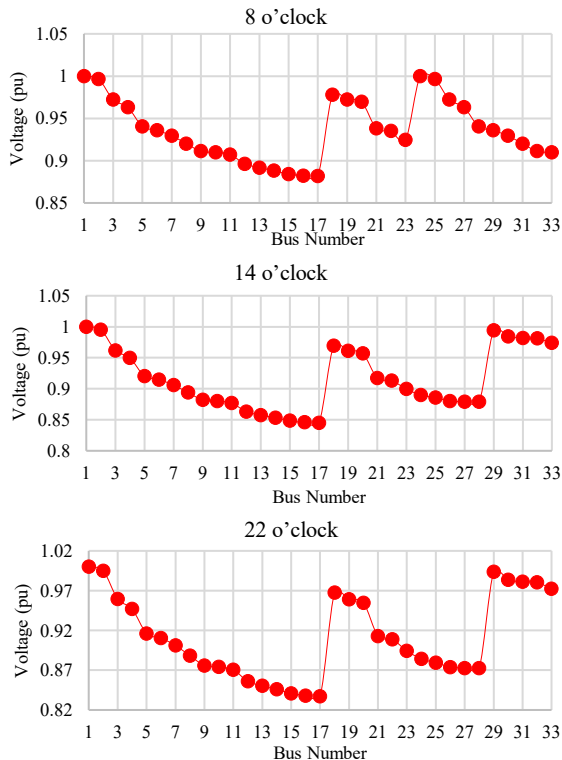 8 o’clock
1.05
1
0.95
0.9
0.85
Voltage (pu)
1 3 5 7 9 11 13 15 17 19 21 23 25 27 29 31 33
Bus Number
14 o’clock
1.05
1
0.95
0.9
0.85
0.8
Voltage (pu)
1 3 5 7 9 11 13 15 17 19 21 23 25 27 29 31 33
Bus Number
22 o’clock
1.02
0.97
0.92
0.87
0.82
Voltage (pu)
1 3 5 7 9 11 13 15 17 19 21 23 25 27 29 31 33
Bus Number